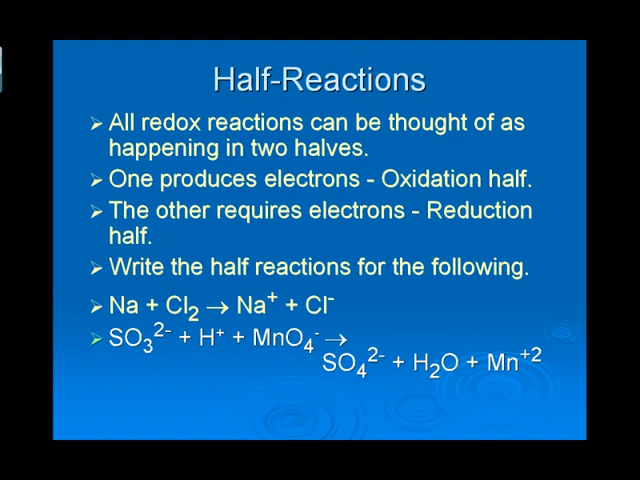 Half-Reactions
➢ All redox reactions can be thought of as
happening in two halves.
➢ One produces electrons - Oxidation half.
➢ The other requires electrons - Reduction
half.
➢ Write the half reactions for the following.
➢ Na + Cl₂ → Na⁺ + Cl⁻
➢ SO₃²⁻ + H⁺ + MnO₄⁻ →
SO₄²⁻ + H₂O + Mn⁺²